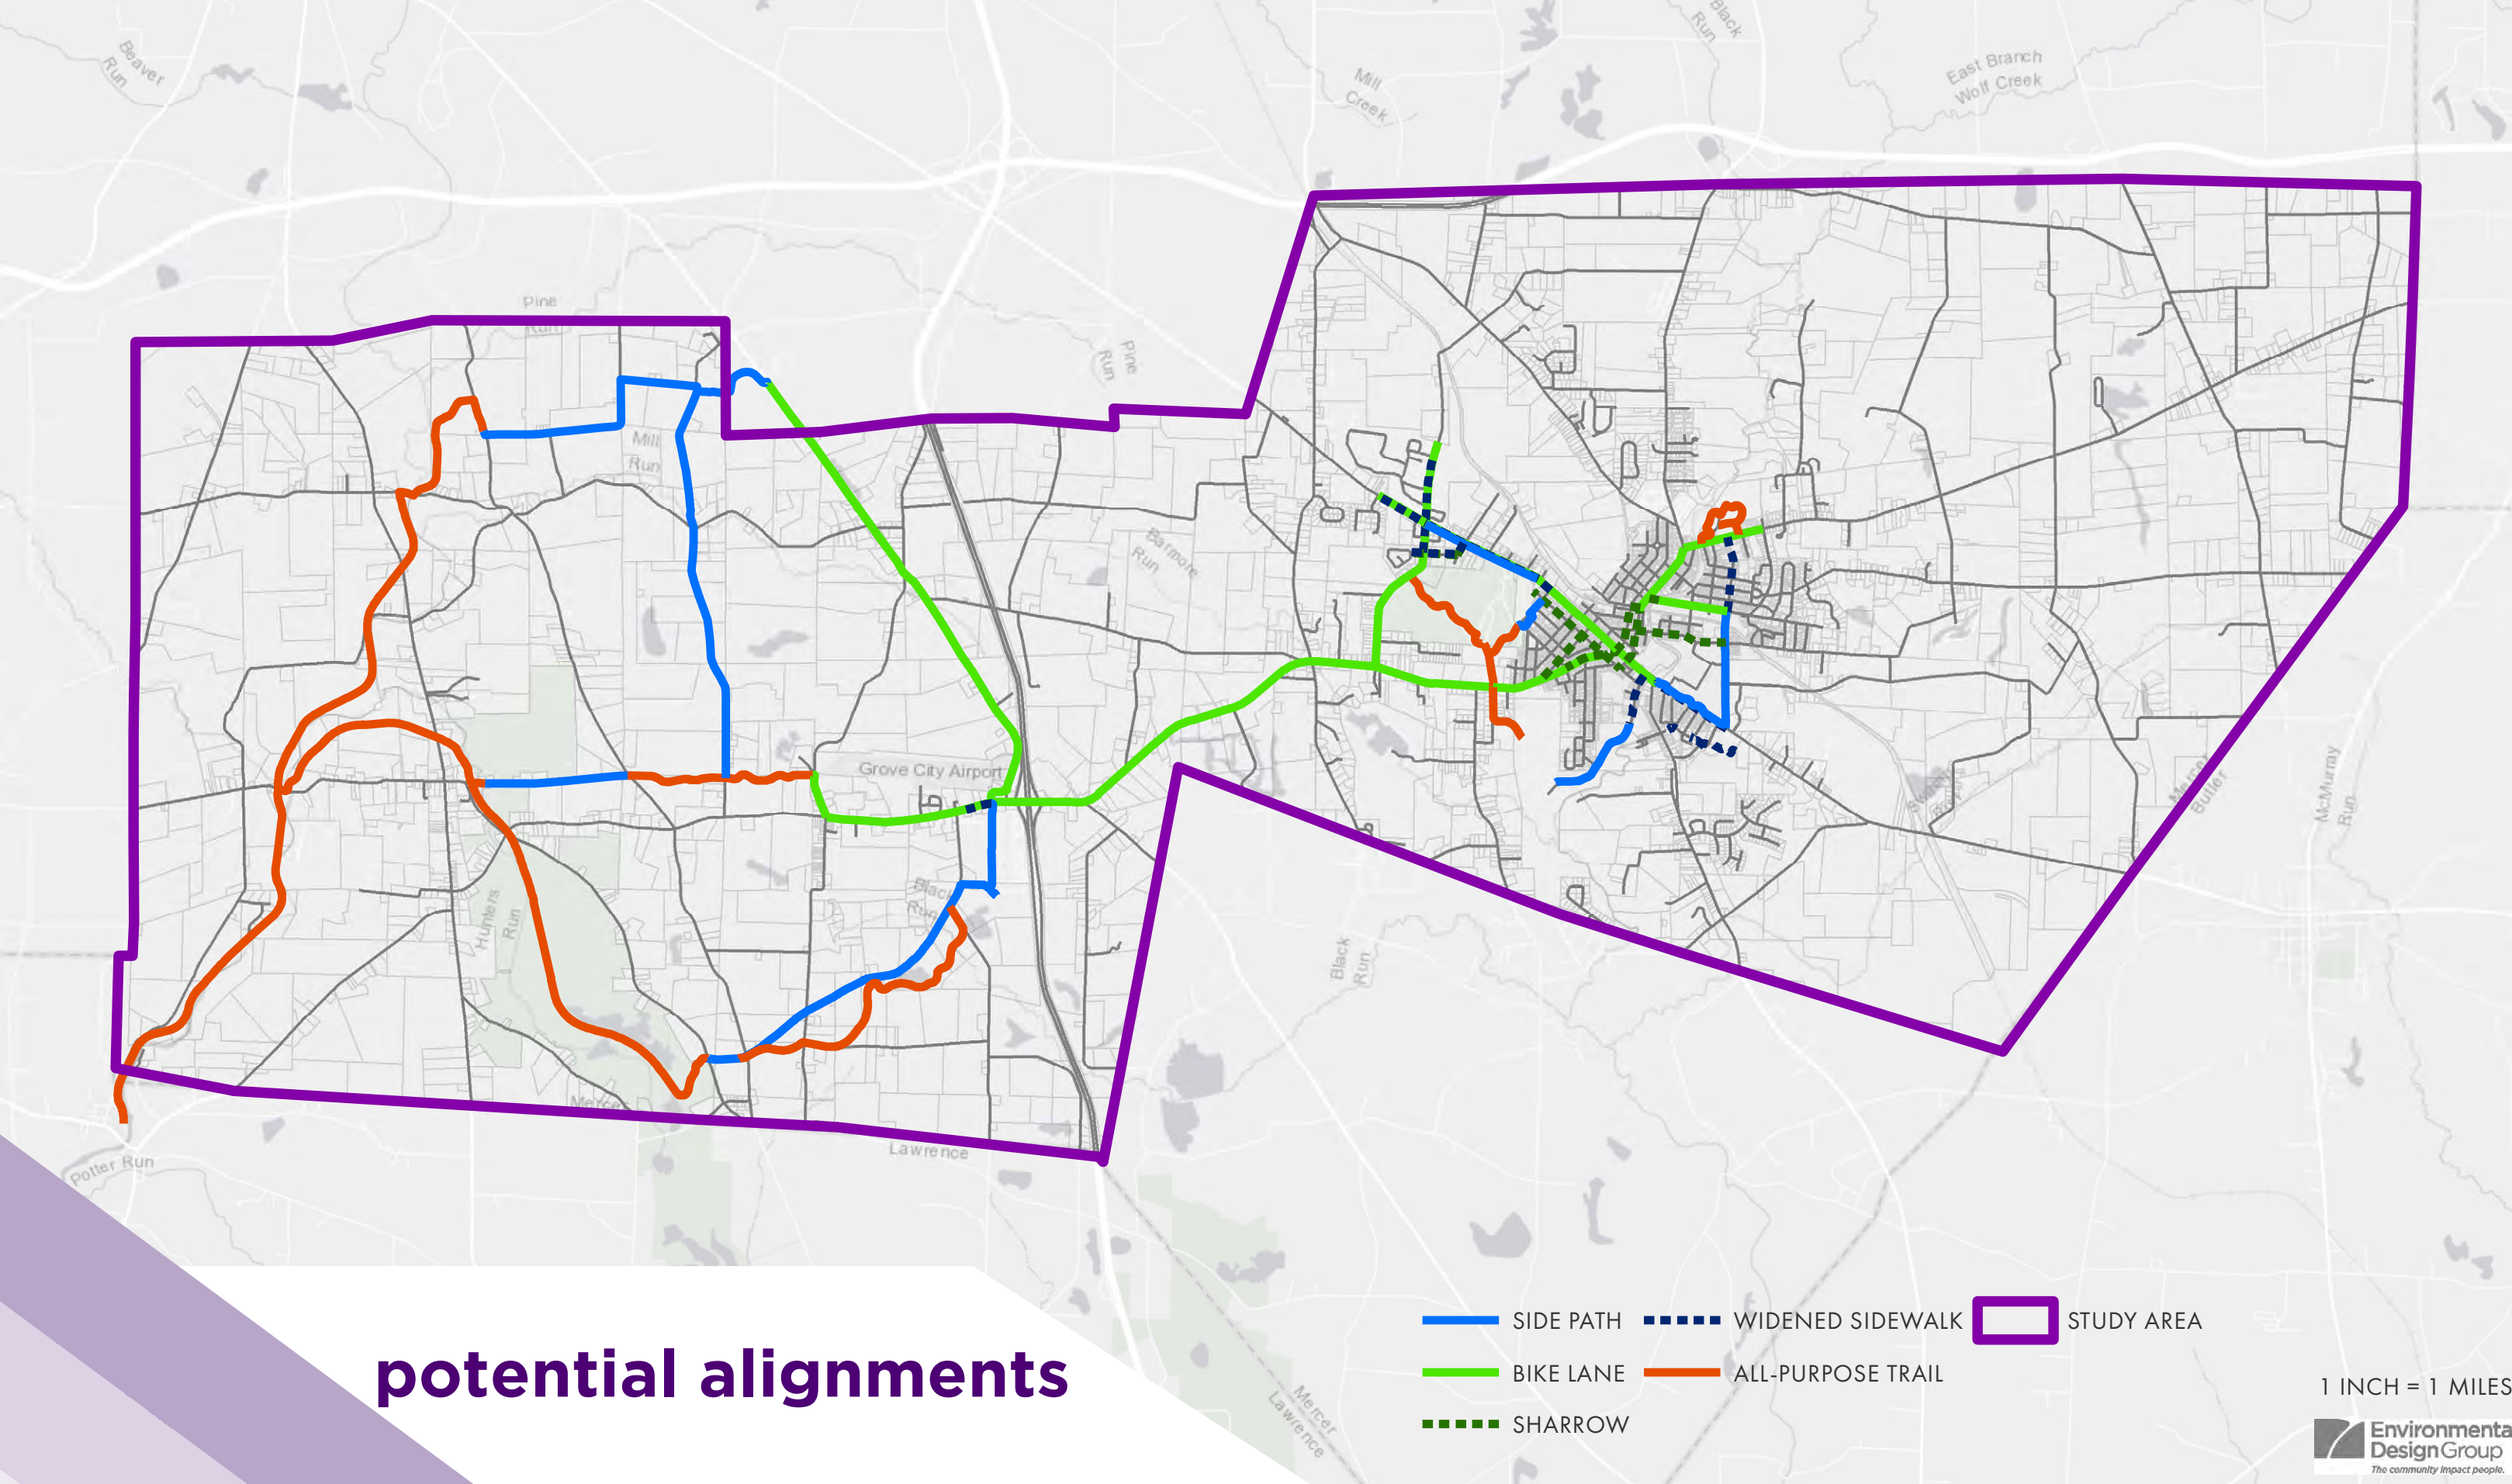 Beaver
Run
Black
Run
Mill
Creek
East Branch
Wolf Creek
Pine
Run
Pine
Run
Mill
Run
Barmore
Run
Grove City Airport
Hunters
Run
Black
Run
Black
Run
Mercer
Butler
McMurray
Run
Mercer
Lawrence
Potter Run
Mercer
Lawrence
potential alignments
SIDE PATH
WIDENED SIDEWALK
STUDY AREA
BIKE LANE
ALL-PURPOSE TRAIL
SHARROW
1 INCH = 1 MILES
Environmenta
DesignGroup
The community impact people.